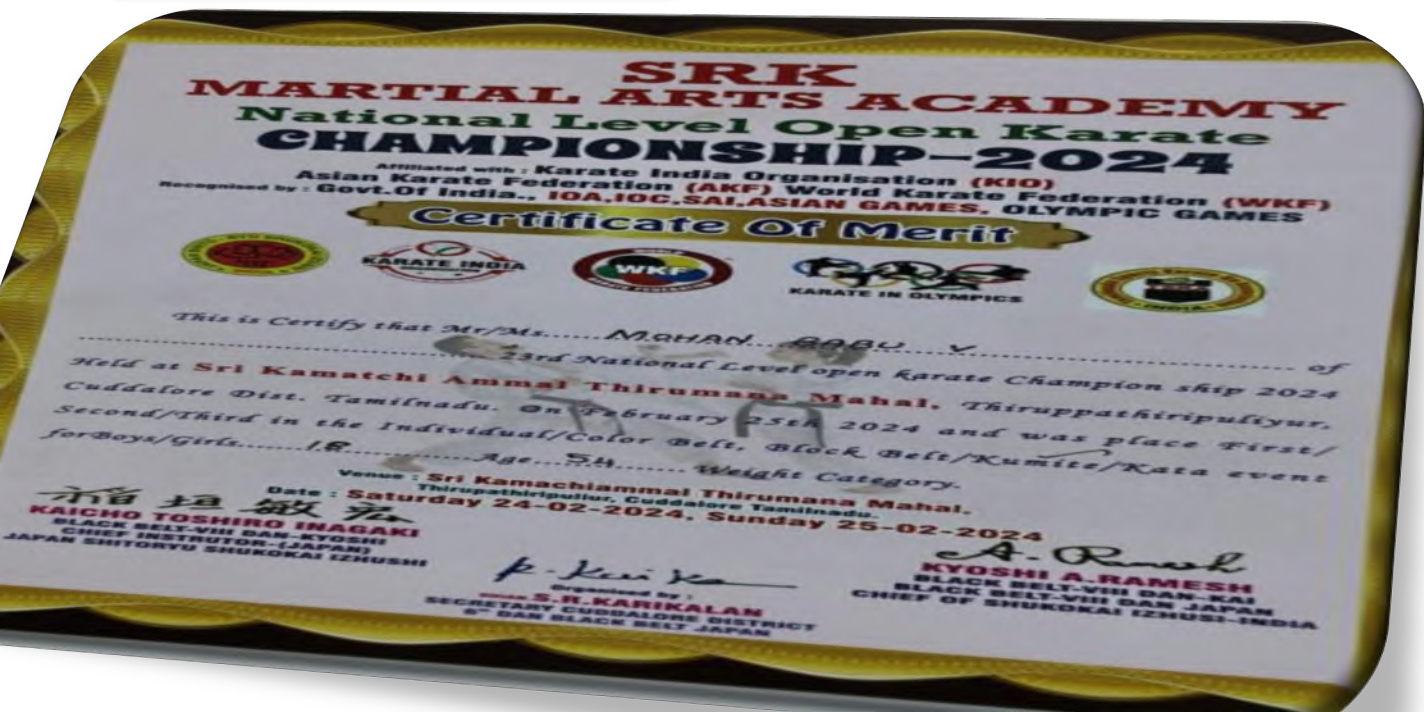 SRK
MARTIAL ARTS ACADEMY
National Level Open Karate
CHAMPIONSHIP-2024
Affiliated with : Karate India Organisation (KIO)
Asian Karate Federation (AKF) World Karate Federation (WKF)
Recognised by : Govt.Of India., IOA,IOC,SAI,ASIAN GAMES, OLYMPIC GAMES
Certificate Of Merit
KARATE INDIA
WKF
KARATE IN OLYMPICS
This is Certify that Mr/Ms......MOHAN BABU V
of
23rd National Level open karate Champion ship 2024
Held at Sri Kamatchi Ammal Thirumana Mahal, Thiruppathiripuliyur,
Cuddalore Dist. Tamilnadu. On February 25th 2024 and was place First/
Second/Third in the Individual/Color Belt, Block Belt/Kumite/Kata event
forBoys/Girls......18......Age...54......Weight Category.
Venue : Sri Kamachiammal Thirumana Mahal,
Thirupathiripuliur, Cuddalore Tamilnadu.
Date : Saturday 24-02-2024, Sunday 25-02-2024
稲垣敏宏
KAICHO TOSHIRO INAGAKI
BLACK BELT-VIII DAN-KYOSHI
CHIEF INSTRUTOR-(JAPAN)
JAPAN SHITORYU SHUKOKAI IZHUSHI
Organised by :
S.R.KARIKALAN
SECRETARY CUDDALORE DISTRICT
6th DAN BLACK BELT JAPAN
A. Ramesh
KYOSHI A.RAMESH
BLACK BELT-VIII DAN
BLACK BELT-VIII DAN JAPAN
CHIEF OF SHUKOKAI IZHUSI-INDIA